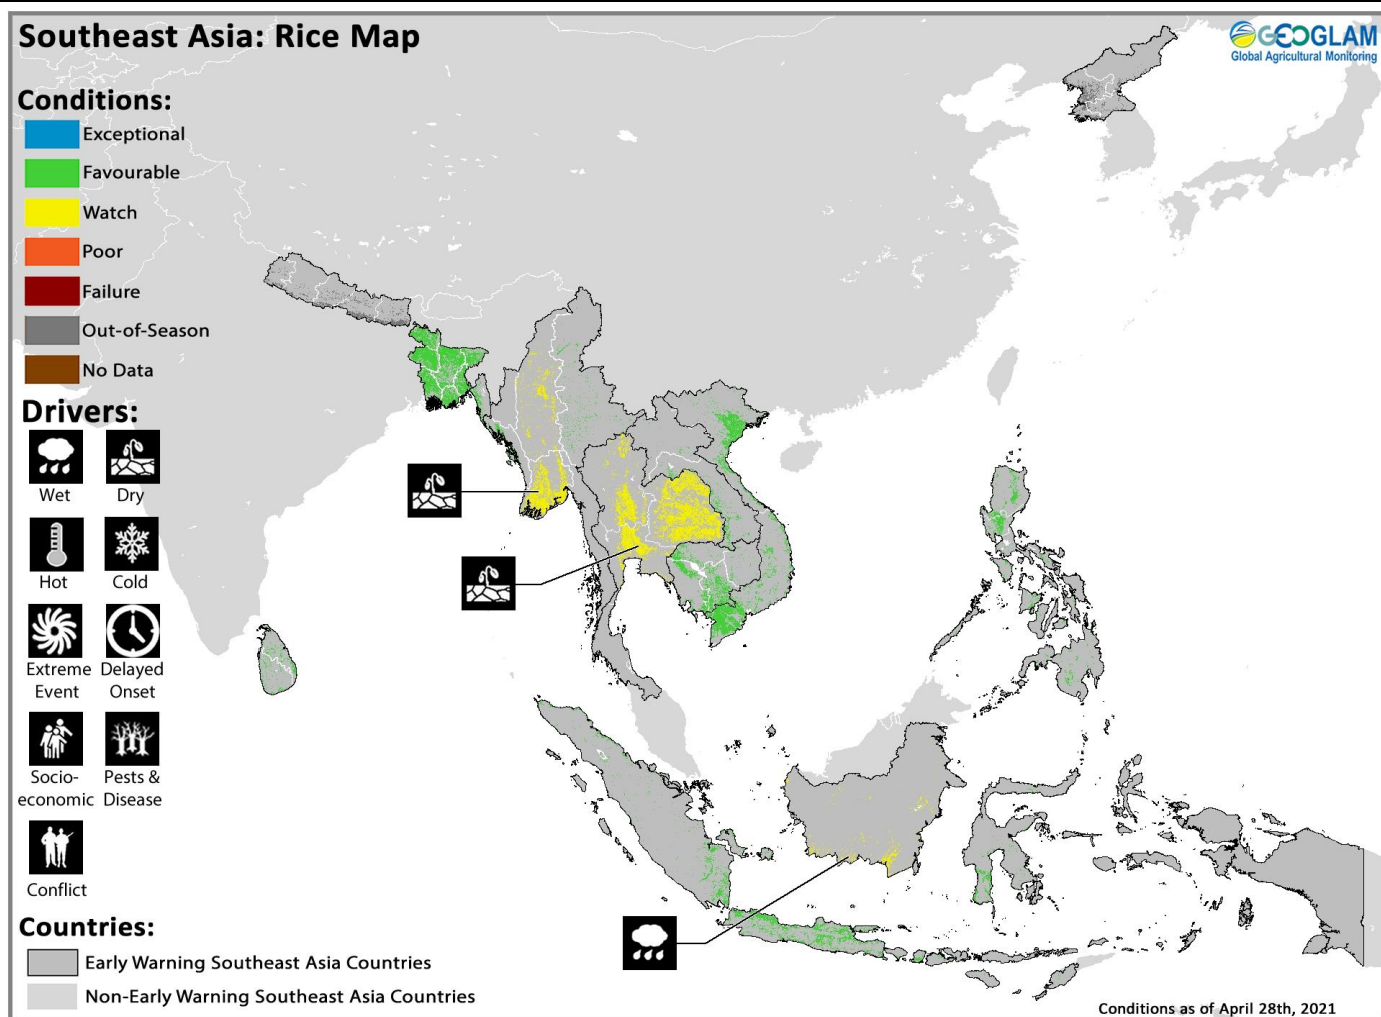 Southeast Asia: Rice Map
GEOGLAM
Global Agricultural Monitoring
Conditions:
Exceptional
Favourable
Watch
Poor
Failure
Out-of-Season
No Data
Drivers:
Wet
Dry
Hot
Cold
Extreme
Event
Delayed
Onset
Socio-
economic
Pests &
Disease
Conflict
Countries:
Early Warning Southeast Asia Countries
Non-Early Warning Southeast Asia Countries
Conditions as of April 28th, 2021